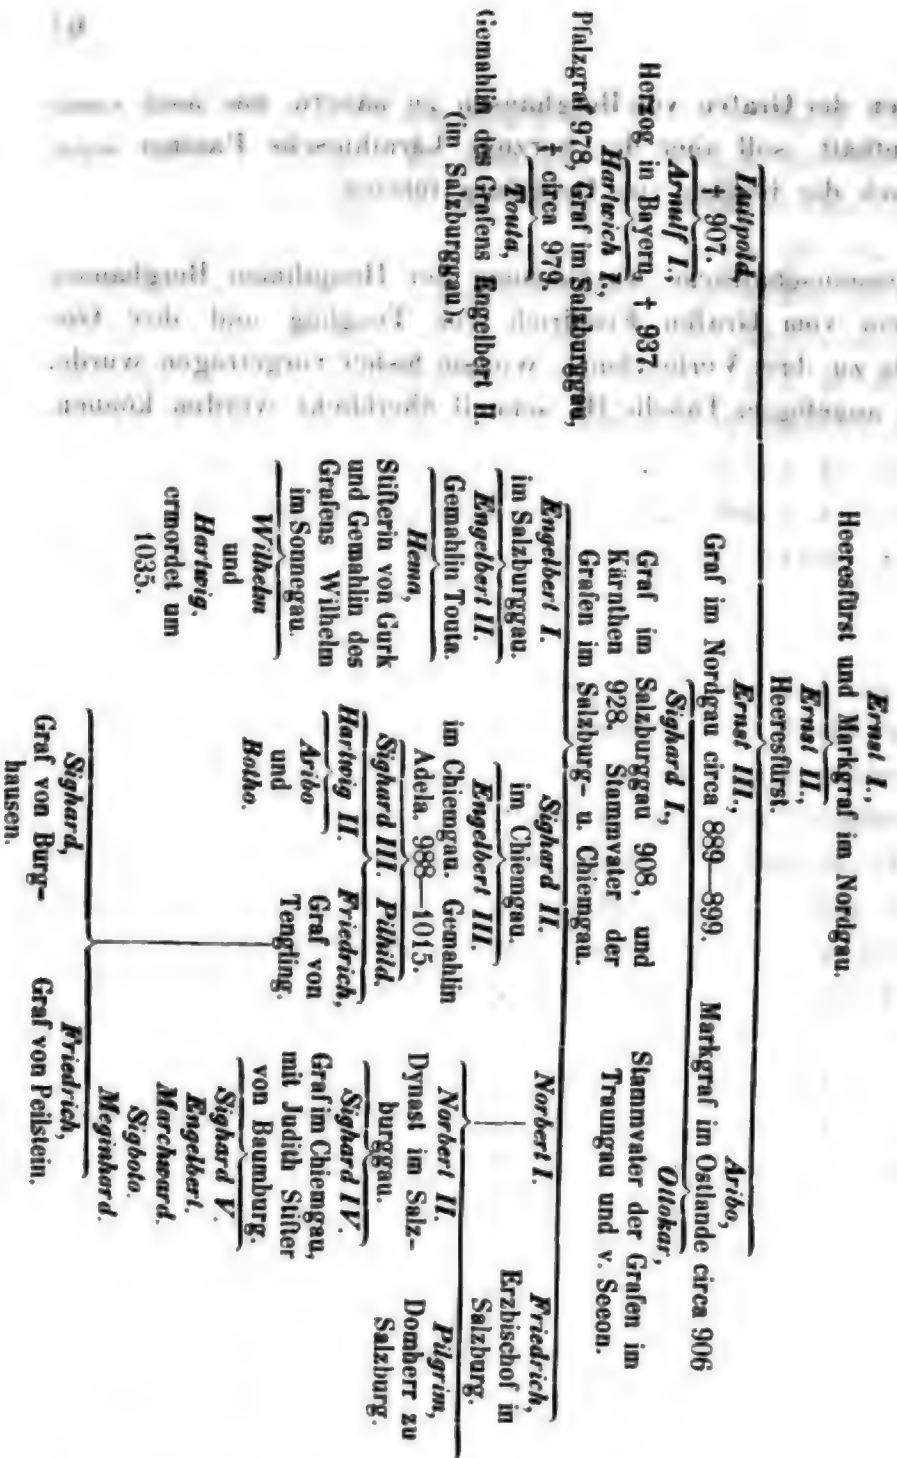 Ernst I.,
Heeresfürst und Markgraf im Nordgau.
Ernst II.,
Heeresfürst.
Luitpold,
† 907.
Ernst III.,
Graf im Nordgau circa 889—899.
Aribo,
Markgraf im Ostlande circa 906
Arnulf I.,
Herzog in Bayern, † 937.
Sighard I.,
Graf im Salzburggau 908, und
Kärnthen 928. Stammvater der
Grafen im Salzburg- u. Chiemgau.
Ottokar,
Stammvater der Grafen im
Traungau und v. Seeon.
Hartwich I.,
Pfalzgraf 978, Graf im Salzburggau,
† circa 979.
Touta,
Gemahlin des Grafens Engelbert II.
(im Salzburggau).
Engelbert I.
im Salzburggau.
Engelbert II.
Gemahlin Touta.
Hema,
Stifterin von Gurk
und Gemahlin des
Grafens Wilhelm
im Sonnegau.
Wilhelm
und
Hartwig,
ermordet um
1035.
Sighard II.
im Chiemgau.
Engelbert III.
im Chiemgau. Gemahlin
Adela. 988—1015.
Sighard III. Pilhild.
Hartwig II.
Aribo
und
Botho.
Friedrich,
Graf von
Tengling.
Norbert I.
Friedrich,
Erzbischof in
Salzburg.
Norbert II.
Dynast im Salz-
burggau.
Pilgrim,
Domherr zu
Salzburg.
Sighard IV.
Graf im Chiemgau,
mit Judith Stifter
von Baumburg.
Sighard V.
Engelbert.
Marchward.
Sigboto.
Meginhard.
Sighard,
Graf von Burg-
hausen.
Friedrich,
Graf von Peilstein.